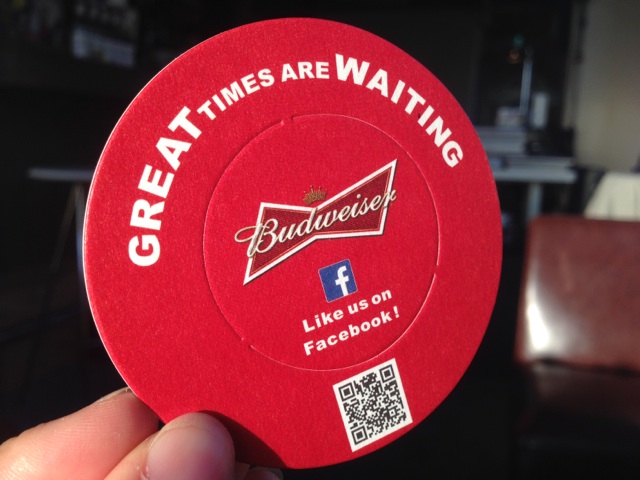 GREAT TIMES ARE WAITING
Budweiser
f
Like us on
Facebook!